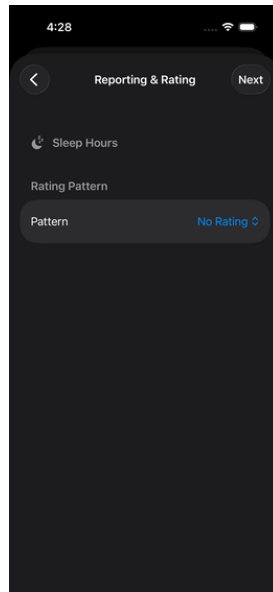 4:28
Reporting & Rating
Next
Sleep Hours
Rating Pattern
Pattern
No Rating